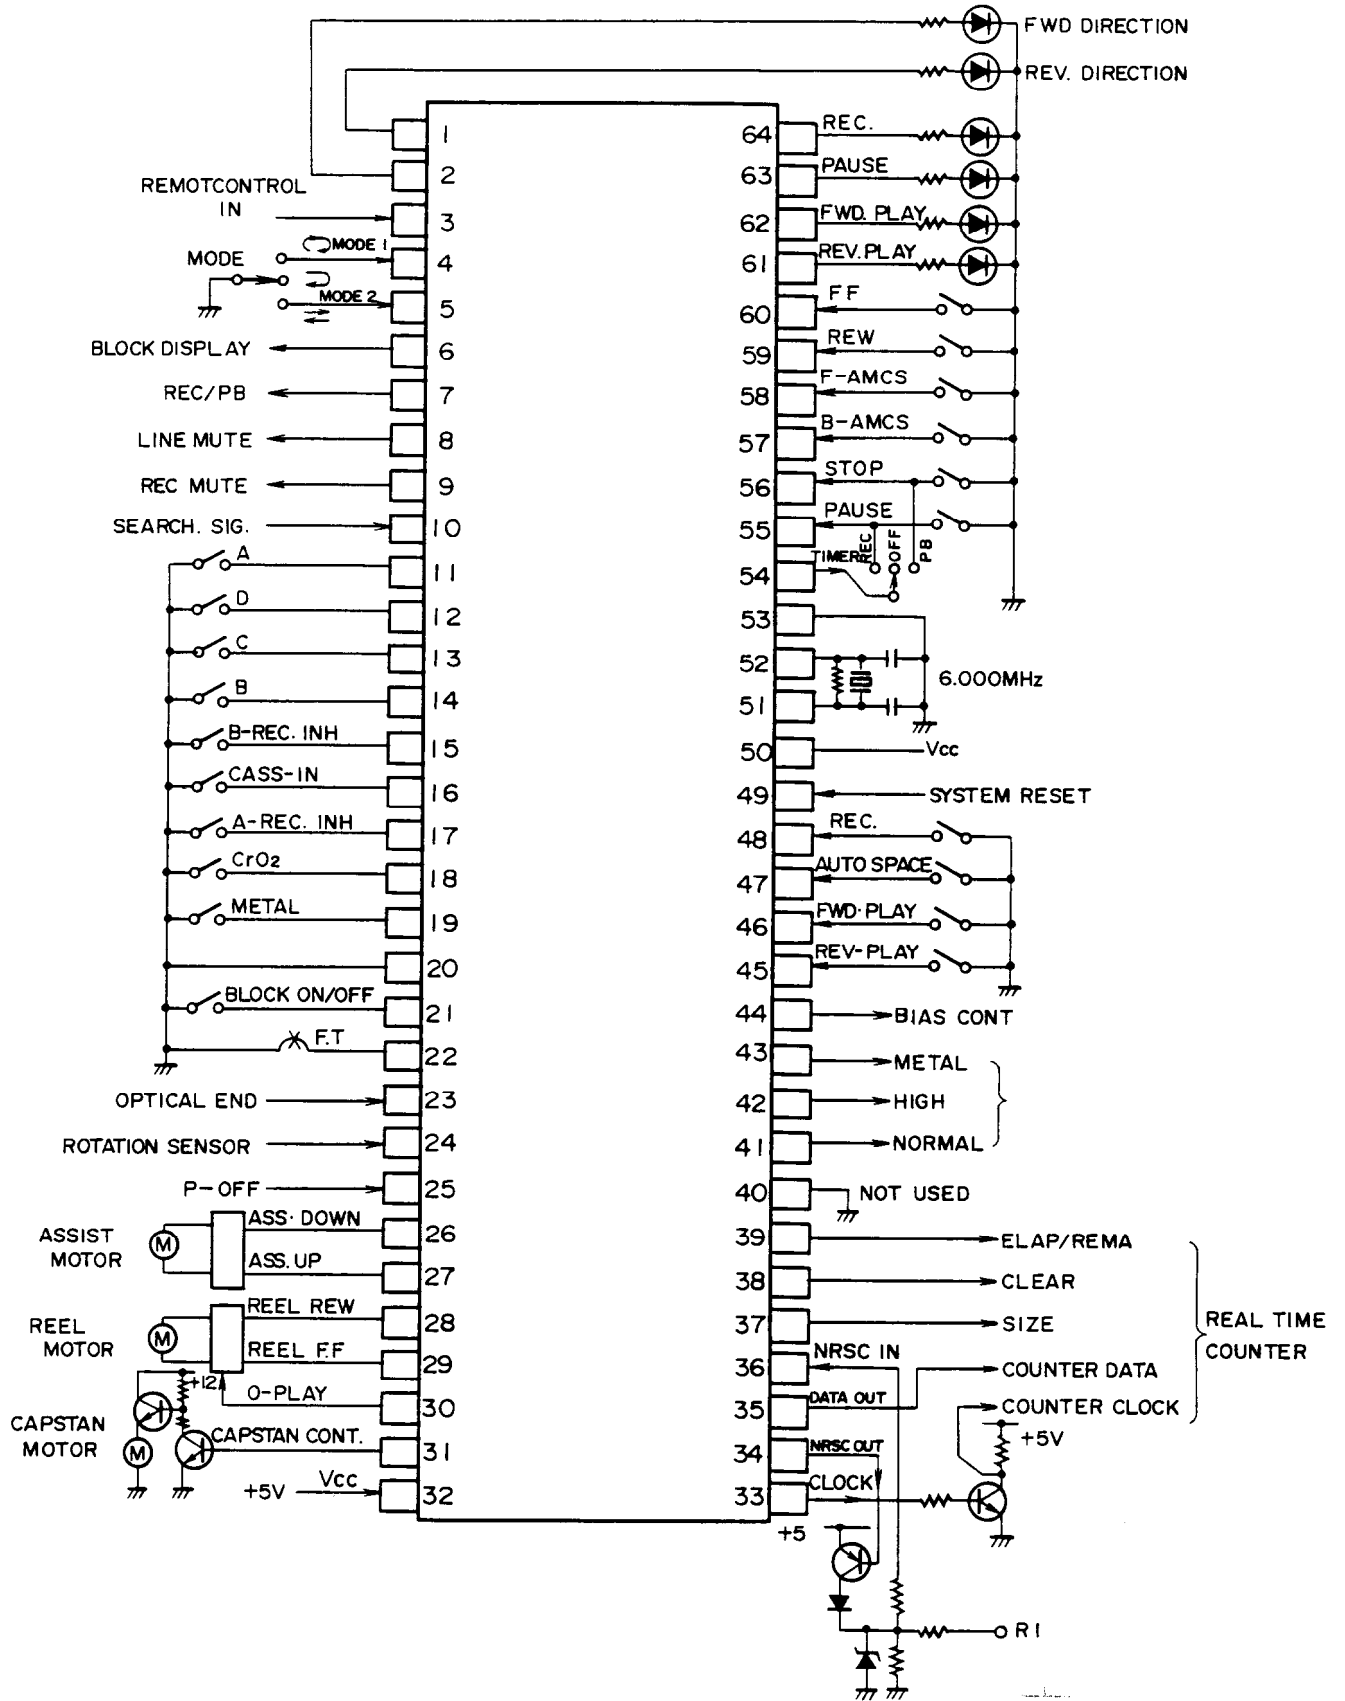 FWD DIRECTION
REV. DIRECTION
1
2
REMOTCONTROL
IN
3
MODE
MODE 1
4
MODE 2
5
BLOCK DISPLAY
6
REC/PB
7
LINE MUTE
8
REC MUTE
9
SEARCH. SIG.
10
A
11
D
12
C
13
B
14
B-REC. INH
15
CASS-IN
16
A-REC. INH
17
CrO2
18
METAL
19
20
BLOCK ON/OFF
21
F.T
22
OPTICAL END
23
ROTATION SENSOR
24
P-OFF
25
ASSIST
MOTOR
M
ASS· DOWN
26
ASS. UP
27
REEL
MOTOR
M
REEL REW
28
REEL F.F
29
+12
O-PLAY
30
CAPSTAN
MOTOR
M
CAPSTAN CONT.
31
+5V
Vcc
32
64
REC.
63
PAUSE
62
FWD. PLAY
61
REV. PLAY
60
FF
59
REW
58
F-AMCS
57
B-AMCS
56
STOP
55
PAUSE
54
TIMER
REC
OFF
PB
53
52
51
6.000MHz
50
Vcc
49
SYSTEM RESET
48
REC.
47
AUTO SPACE
46
FWD·PLAY
45
REV-PLAY
44
BIAS CONT
43
METAL
42
HIGH
41
NORMAL
40
NOT USED
39
ELAP/REMA
38
CLEAR
37
SIZE
REAL TIME
COUNTER
36
NRSC IN
COUNTER DATA
35
DATA OUT
COUNTER CLOCK
+5V
34
NRSC OUT
33
CLOCK
+5
R1